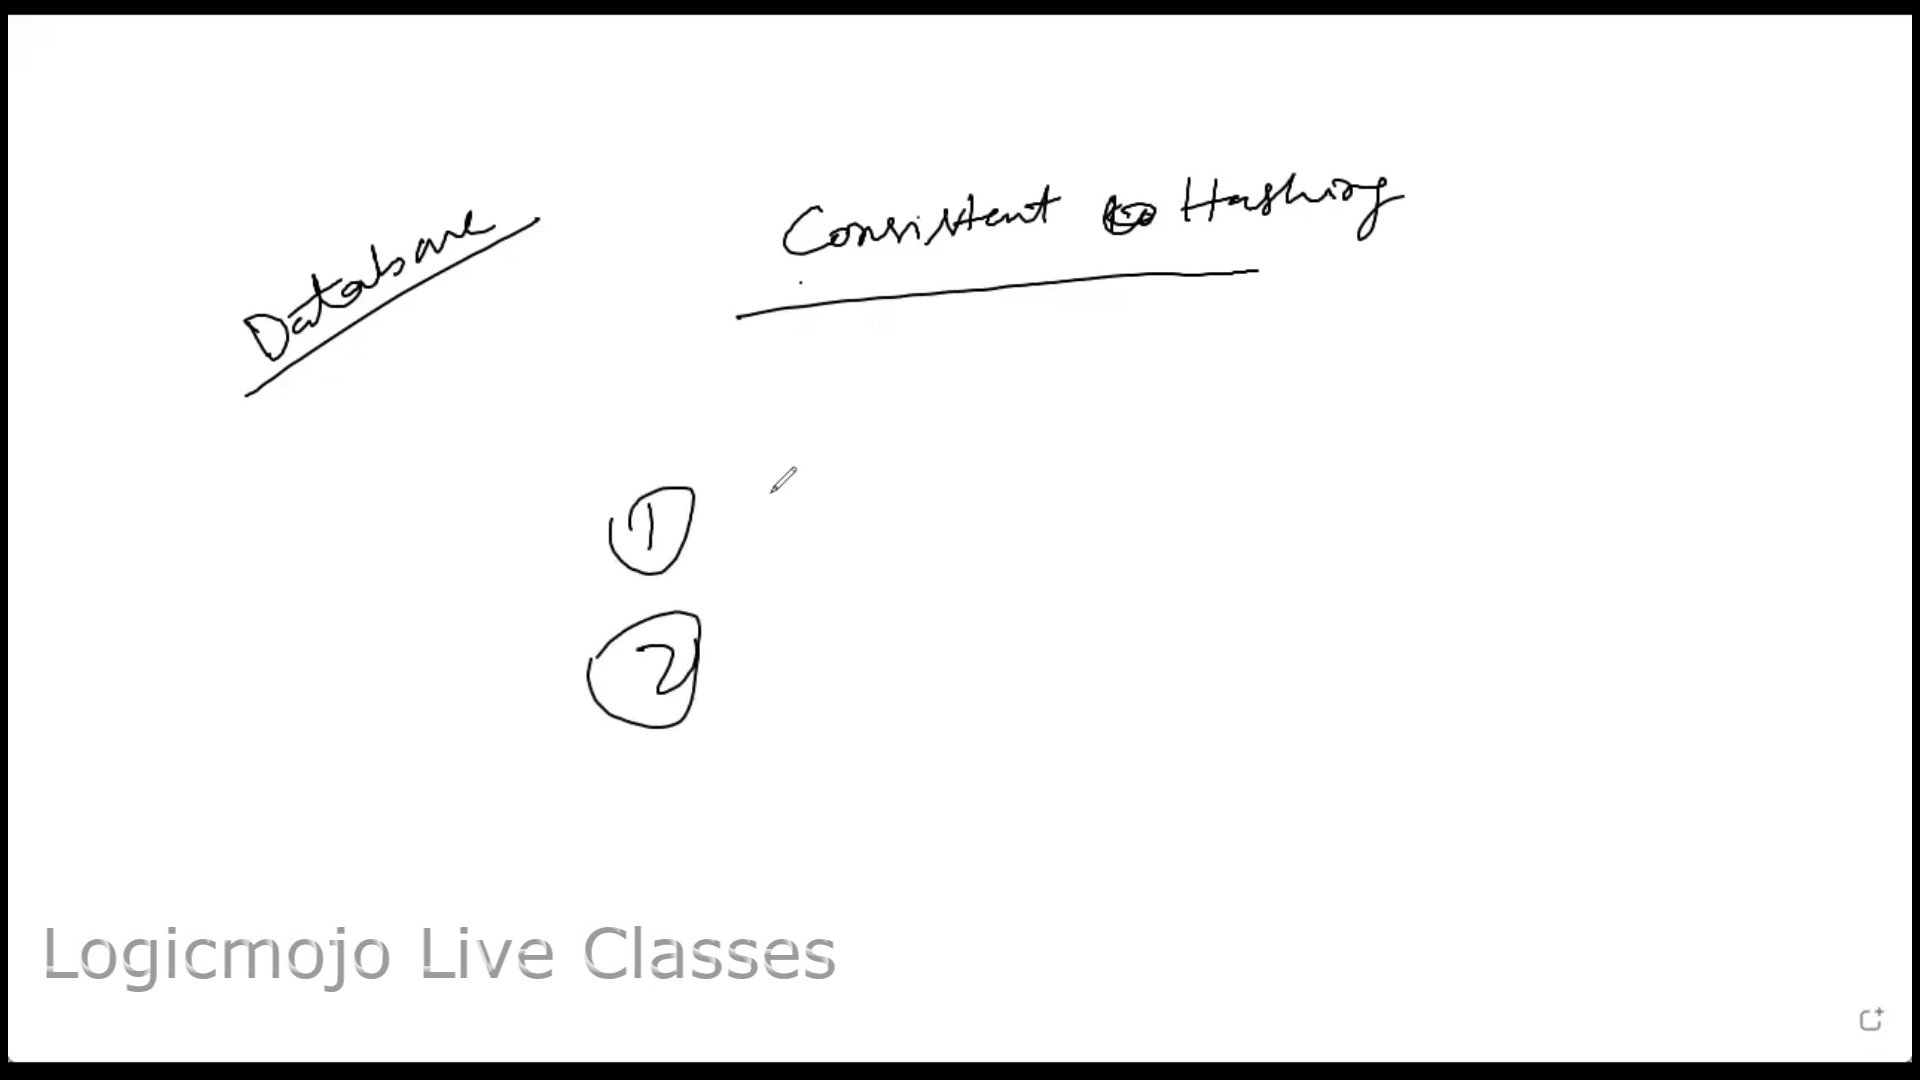 Database
Consistent Hashing
1
2
Logicmojo Live Classes